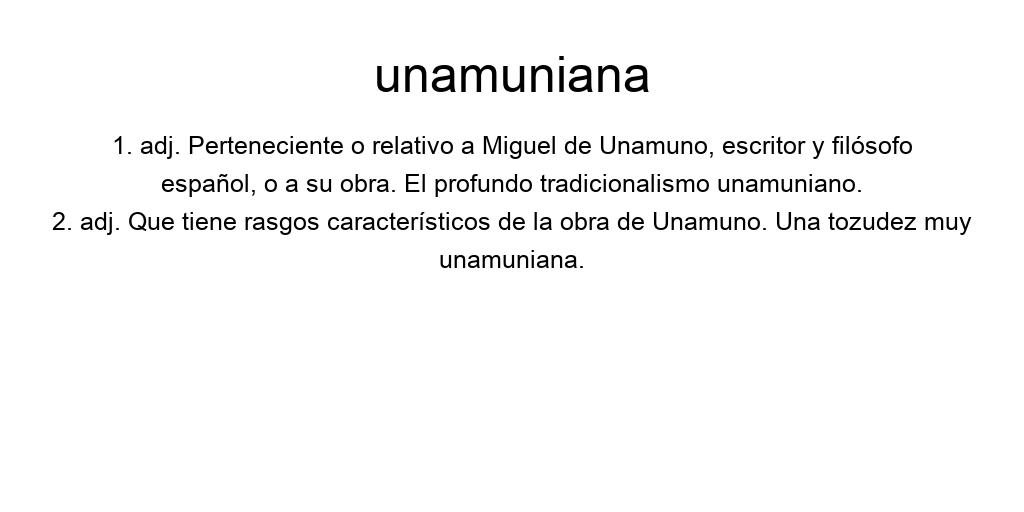 unamuniana
1. adj. Perteneciente o relativo a Miguel de Unamuno, escritor y filósofo
español, o a su obra. El profundo tradicionalismo unamuniano.
2. adj. Que tiene rasgos característicos de la obra de Unamuno. Una tozudez muy
unamuniana.